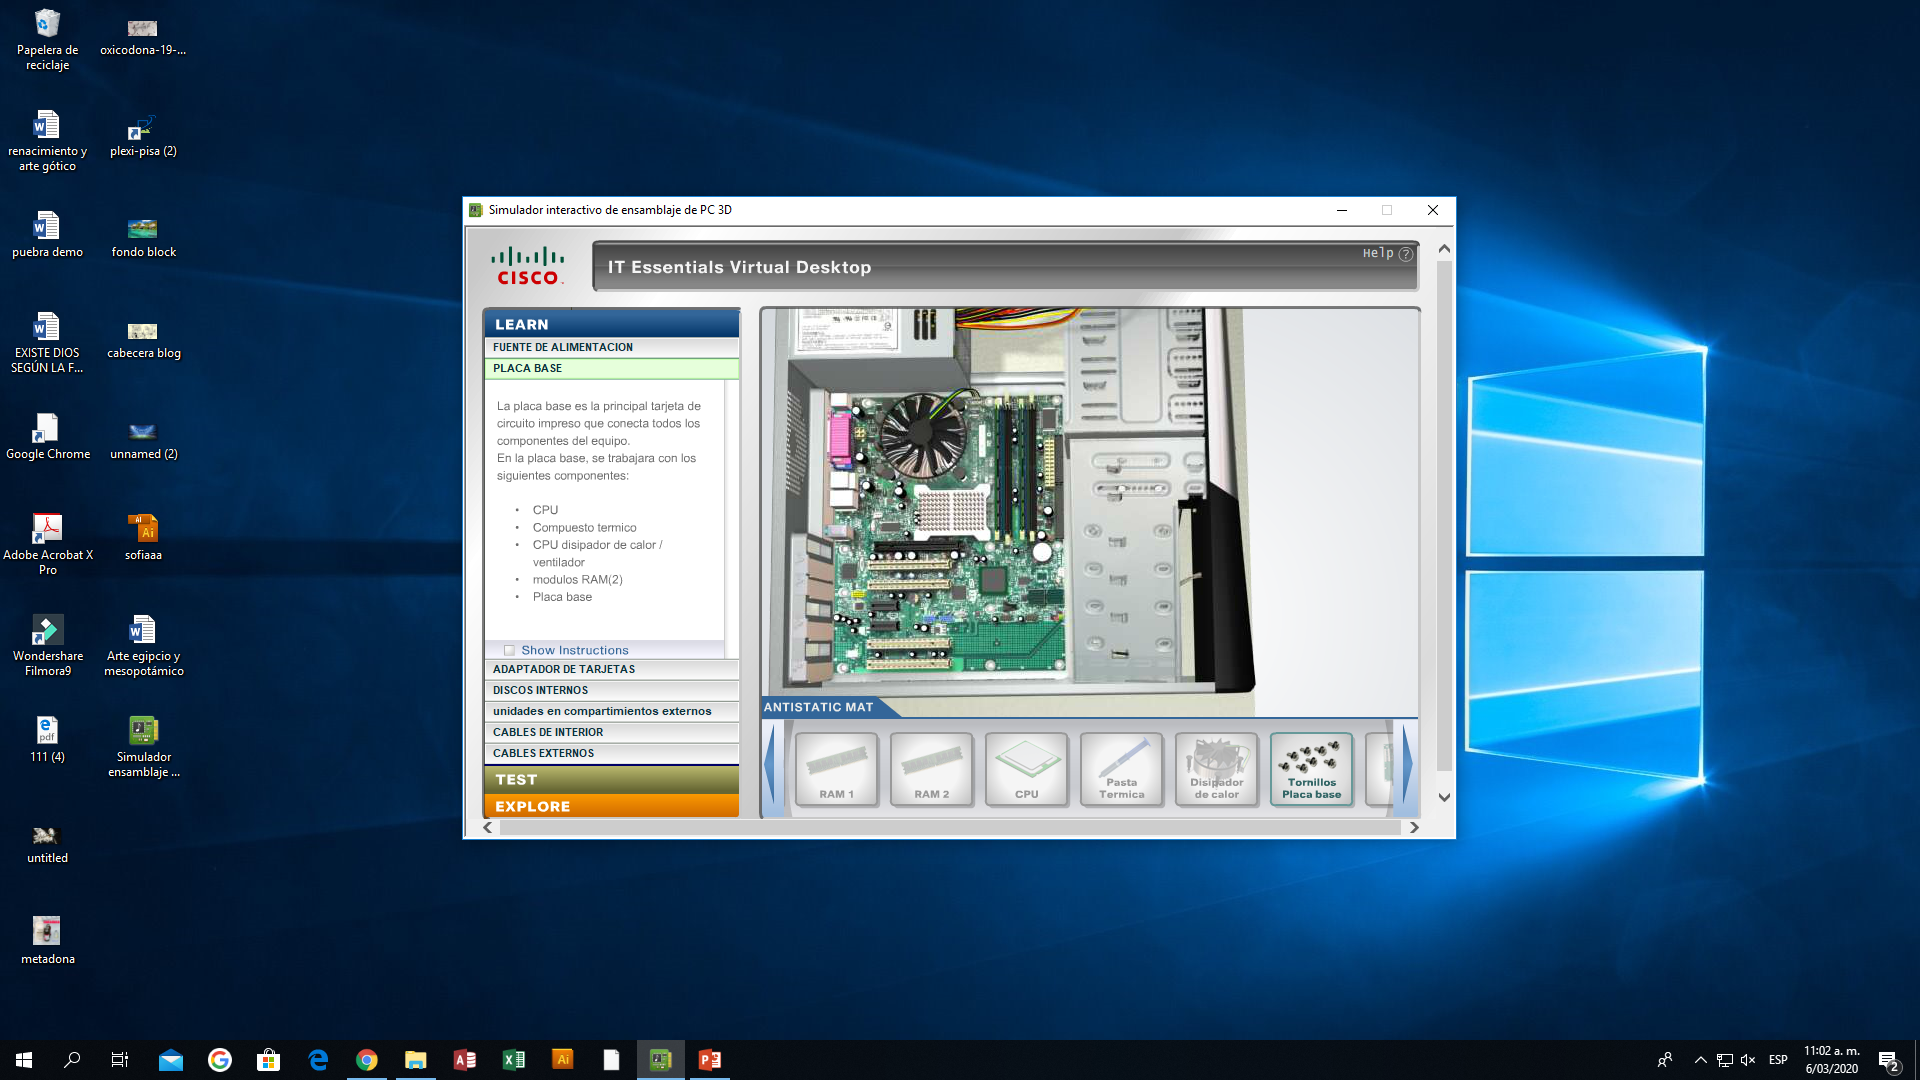 Papelera de
reciclaje
oxicodona-19-...
renacimiento y
arte gótico
plexi-pisa (2)
puebra demo
fondo block
EXISTE DIOS
SEGÚN LA F...
cabecera blog
Google Chrome
unnamed (2)
Adobe Acrobat X
Pro
sofiaaa
Wondershare
Filmora9
Arte egipcio y
mesopotámico
111 (4)
Simulador
ensamblaje ...
untitled
metadona
Simulador interactivo de ensamblaje de PC 3D
CISCO
IT Essentials Virtual Desktop
Help ?
LEARN
FUENTE DE ALIMENTACION
PLACA BASE
La placa base es la principal tarjeta de
circuito impreso que conecta todos los
componentes del equipo.
En la placa base, se trabajara con los
siguientes componentes:
• CPU
• Compuesto termico
• CPU disipador de calor /
ventilador
• modulos RAM(2)
• Placa base
Show Instructions
ADAPTADOR DE TARJETAS
DISCOS INTERNOS
unidades en compartimientos externos
CABLES DE INTERIOR
CABLES EXTERNOS
TEST
EXPLORE
ANTISTATIC MAT
RAM 1
RAM 2
CPU
Pasta
Termica
Disipador
de calor
Tornillos
Placa base
ESP
11:02 a. m.
6/03/2020
2